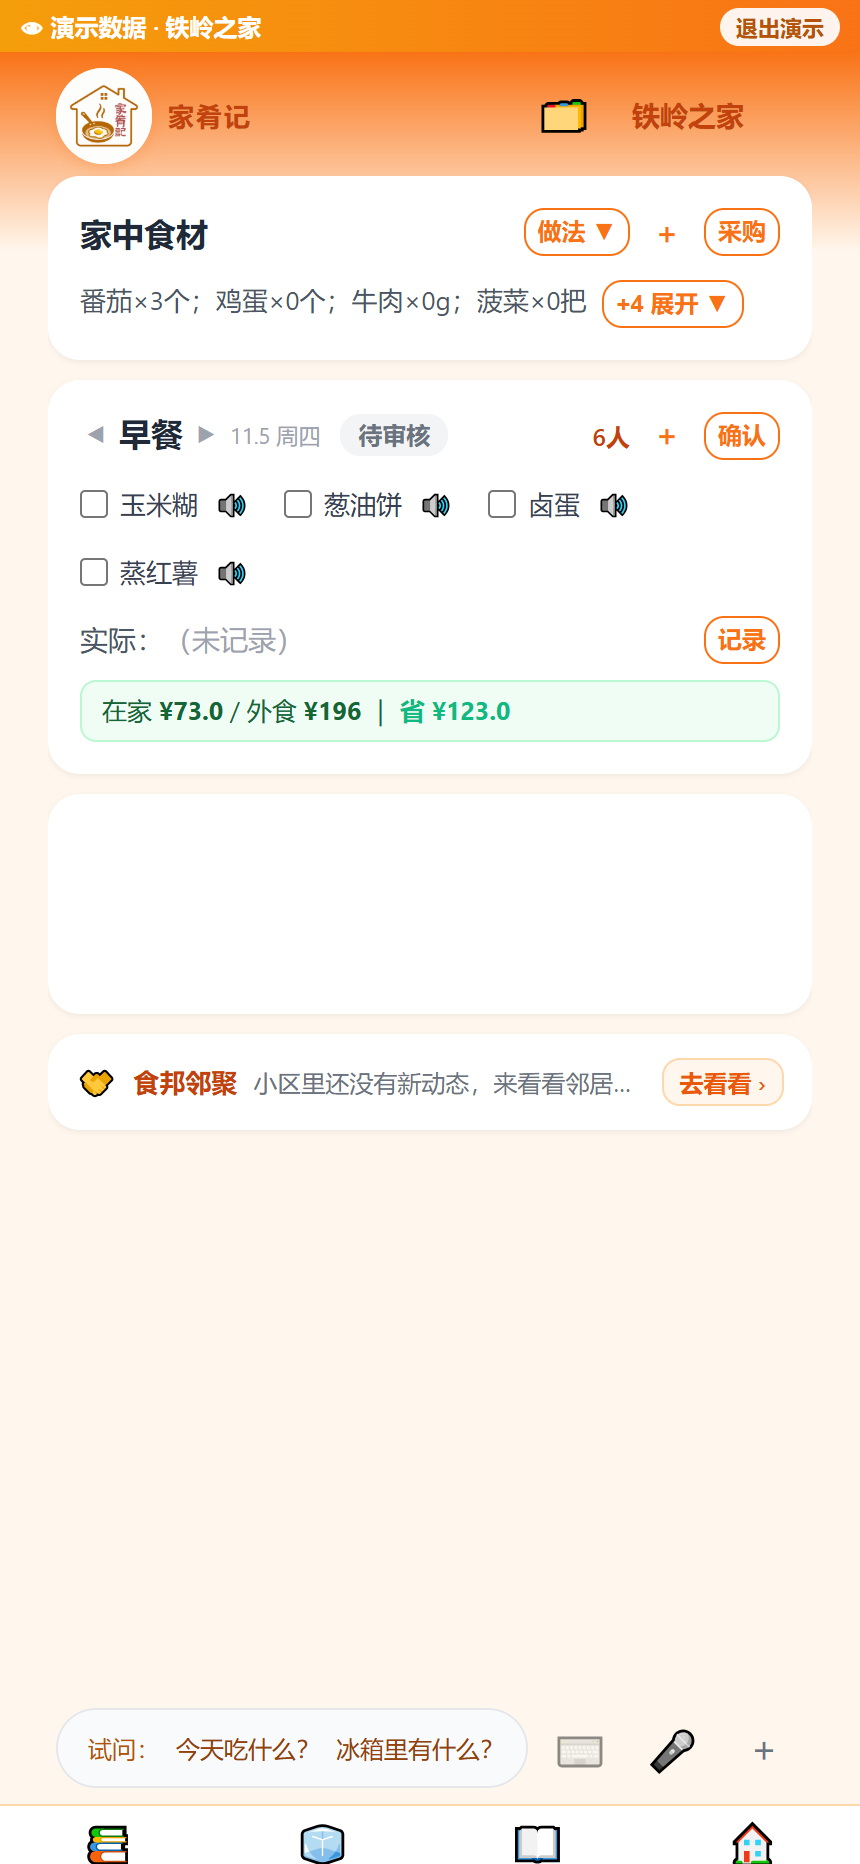 演示数据 · 铁岭之家 退出演示
家肴記
家肴记 铁岭之家
家中食材 做法 ▼ + 采购
番茄×3个；鸡蛋×0个；牛肉×0g；菠菜×0把 +4 展开 ▼
◀ 早餐 ▶ 11.5 周四 待审核 6人 + 确认
玉米糊 葱油饼 卤蛋
蒸红薯
实际： （未记录） 记录
在家 ¥73.0 / 外食 ¥196 | 省 ¥123.0
食邦邻聚 小区里还没有新动态，来看看邻居... 去看看 ›
试问： 今天吃什么？ 冰箱里有什么？ +